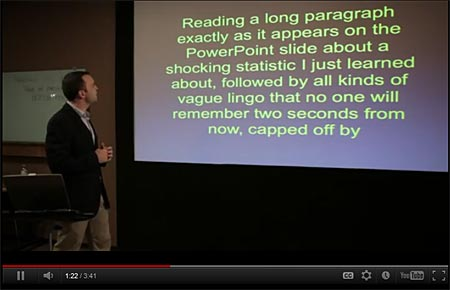 Reading a long paragraph
exactly as it appears on the
PowerPoint slide about a
shocking statistic I just learned
about, followed by all kinds of
vague lingo that no one will
remember two seconds from
now, capped off by
1:22 / 3:41
CC
YouTube